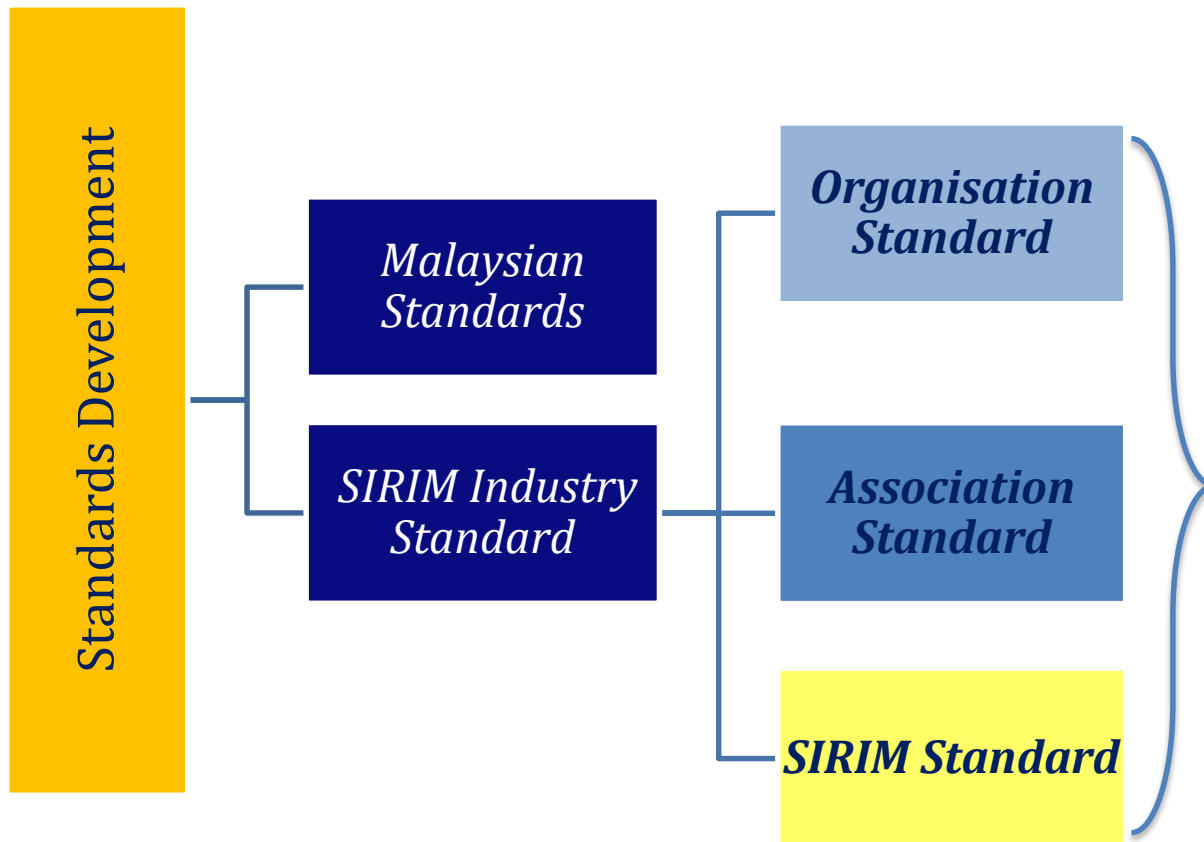 Standards Development
Malaysian
Standards
SIRIM Industry
Standard
Organisation
Standard
Association
Standard
SIRIM Standard